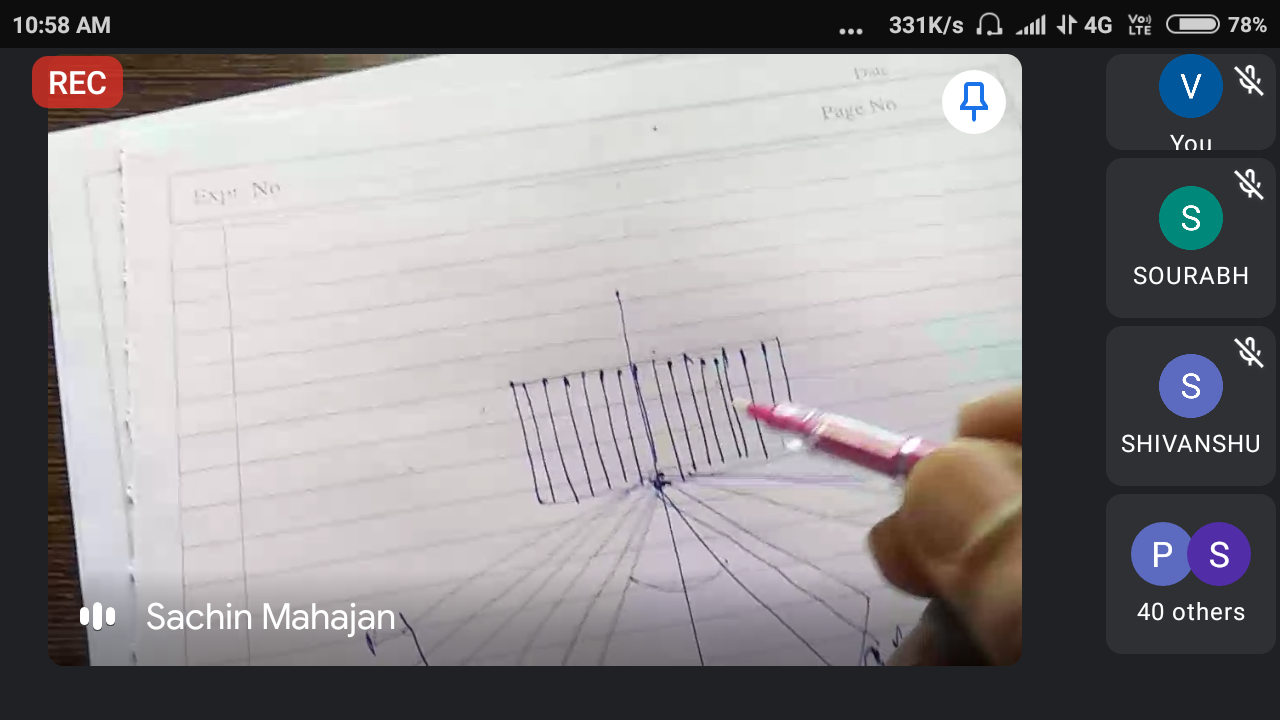 10:58 AM
... 331K/s 4G Vo) LTE 78%
REC
Date
Page No
Expt. No
V
You
S
SOURABH
S
SHIVANSHU
P S
40 others
Sachin Mahajan